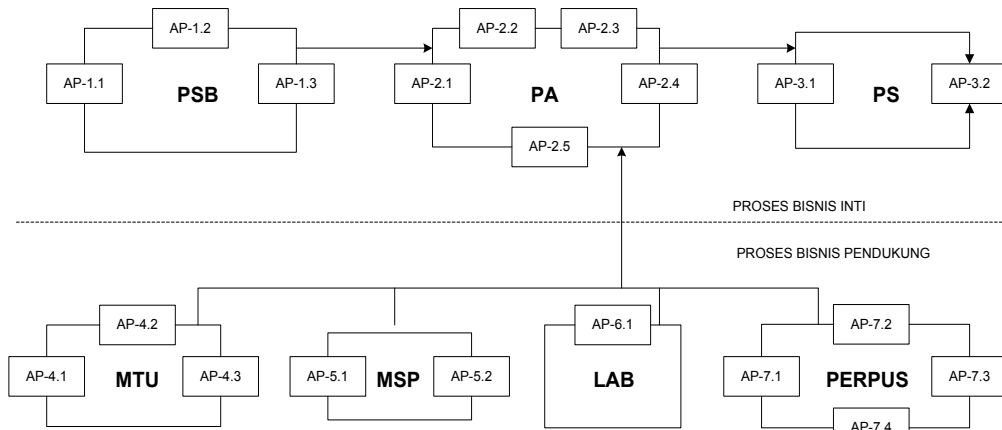 AP-1.2
AP-2.2
AP-2.3
AP-1.1
PSB
AP-1.3
AP-2.1
PA
AP-2.4
AP-3.1
PS
AP-3.2
AP-2.5
PROSES BISNIS INTI
PROSES BISNIS PENDUKUNG
AP-4.2
AP-6.1
AP-7.2
AP-4.1
MTU
AP-4.3
AP-5.1
MSP
AP-5.2
LAB
AP-7.1
PERPUS
AP-7.3
AP-7.4